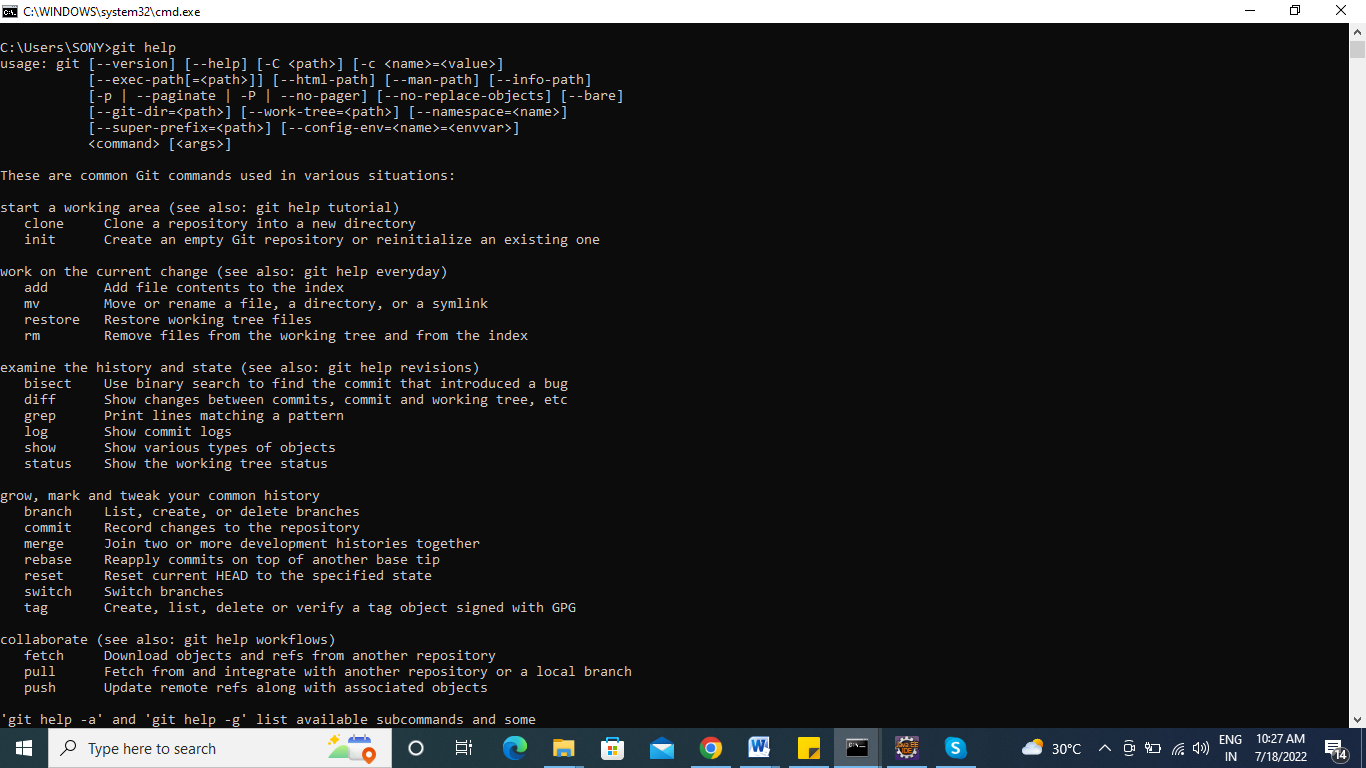 C:\WINDOWS\system32\cmd.exe
C:\Users\SONY>git help
usage: git [--version] [--help] [-C <path>] [-c <name>=<value>]
           [--exec-path[=<path>]] [--html-path] [--man-path] [--info-path]
           [-p | --paginate | -P | --no-pager] [--no-replace-objects] [--bare]
           [--git-dir=<path>] [--work-tree=<path>] [--namespace=<name>]
           [--super-prefix=<path>] [--config-env=<name>=<envvar>]
           <command> [<args>]
These are common Git commands used in various situations:
start a working area (see also: git help tutorial)
   clone     Clone a repository into a new directory
   init      Create an empty Git repository or reinitialize an existing one
work on the current change (see also: git help everyday)
   add       Add file contents to the index
   mv        Move or rename a file, a directory, or a symlink
   restore   Restore working tree files
   rm        Remove files from the working tree and from the index
examine the history and state (see also: git help revisions)
   bisect    Use binary search to find the commit that introduced a bug
   diff      Show changes between commits, commit and working tree, etc
   grep      Print lines matching a pattern
   log       Show commit logs
   show      Show various types of objects
   status    Show the working tree status
grow, mark and tweak your common history
   branch    List, create, or delete branches
   commit    Record changes to the repository
   merge     Join two or more development histories together
   rebase    Reapply commits on top of another base tip
   reset     Reset current HEAD to the specified state
   switch    Switch branches
   tag       Create, list, delete or verify a tag object signed with GPG
collaborate (see also: git help workflows)
   fetch     Download objects and refs from another repository
   pull      Fetch from and integrate with another repository or a local branch
   push      Update remote refs along with associated objects
'git help -a' and 'git help -g' list available subcommands and some
Type here to search
30°C
ENG
IN
10:27 AM
7/18/2022
14